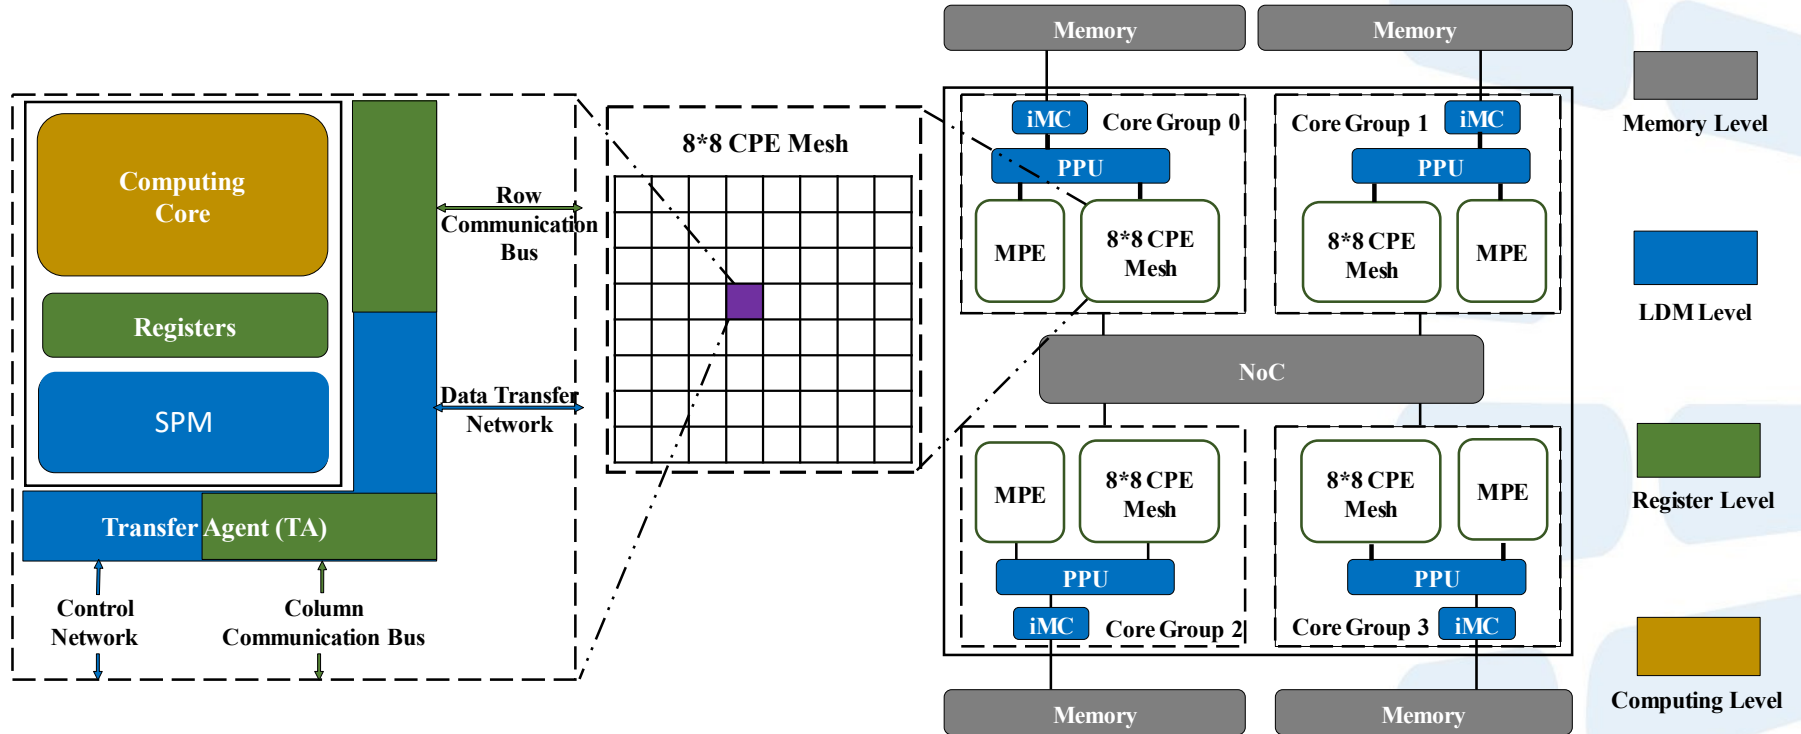 Computing
Core
Registers
SPM
Transfer Agent (TA)
Row
Communication
Bus
Data Transfer
Network
Control
Network
Column
Communication Bus
8*8 CPE Mesh
Memory
Memory
iMC
Core Group 0
PPU
MPE
8*8 CPE
Mesh
Core Group 1
iMC
PPU
8*8 CPE
Mesh
MPE
NoC
MPE
8*8 CPE
Mesh
PPU
iMC
Core Group 2
8*8 CPE
Mesh
MPE
PPU
Core Group 3
iMC
Memory
Memory
Memory Level
LDM Level
Register Level
Computing Level